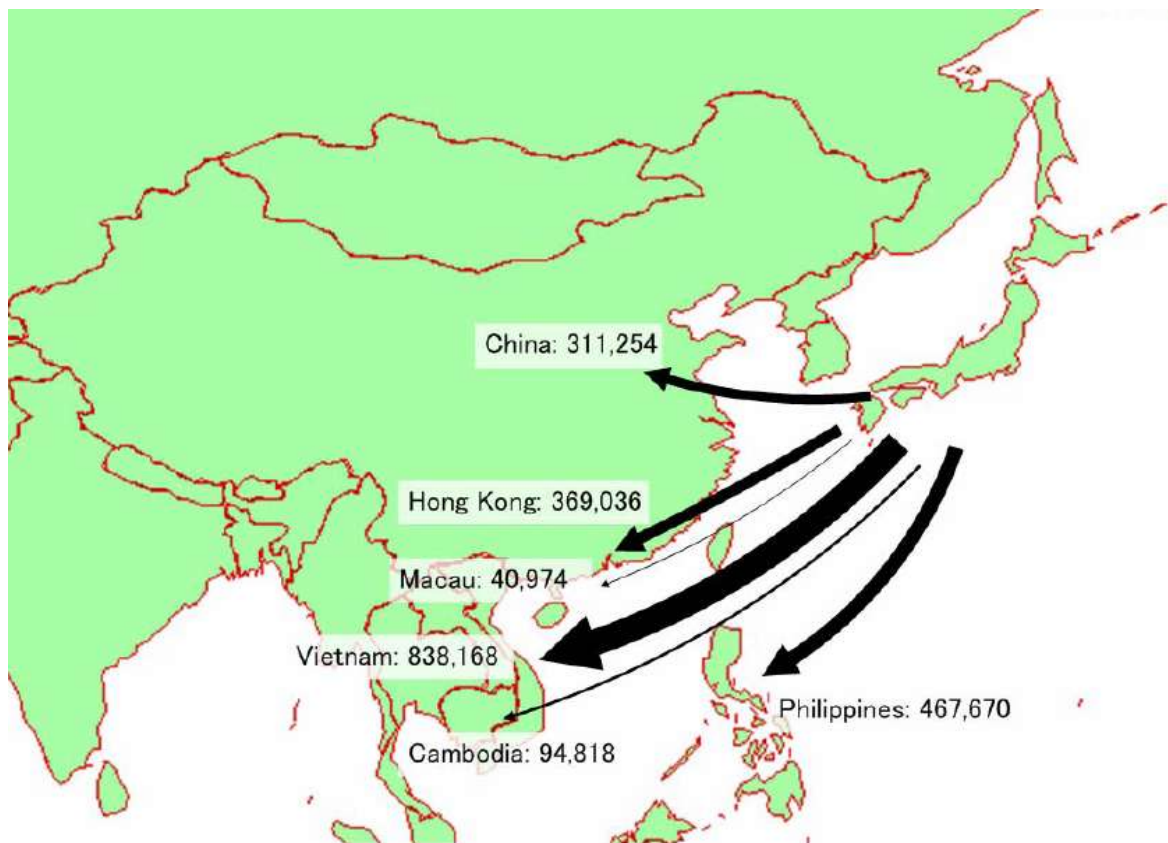 China: 311,254
Hong Kong: 369,036
Macau: 40,974
Vietnam: 838,168
Philippines: 467,670
Cambodia: 94,818